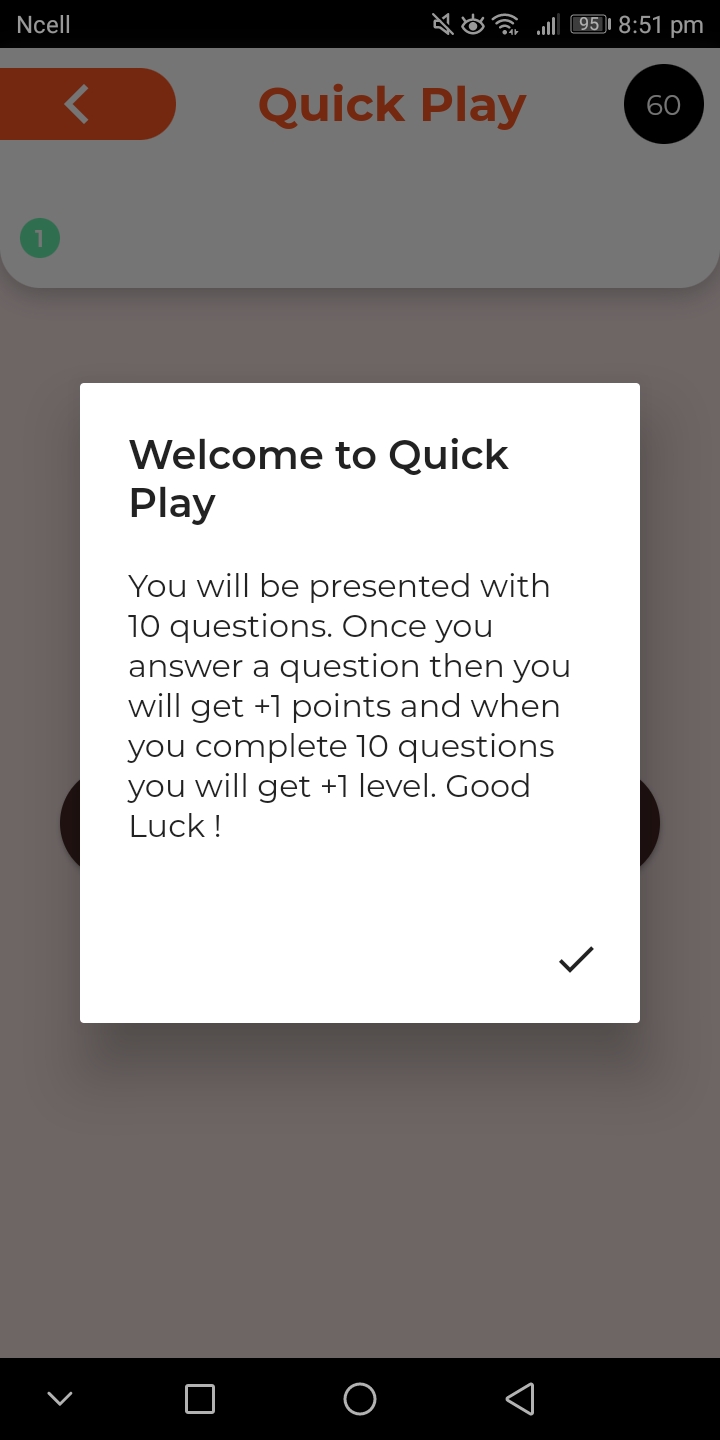 Ncell 95 8:51 pm
Quick Play 60
1
Welcome to Quick
Play
You will be presented with
10 questions. Once you
answer a question then you
will get +1 points and when
you complete 10 questions
you will get +1 level. Good
Luck !